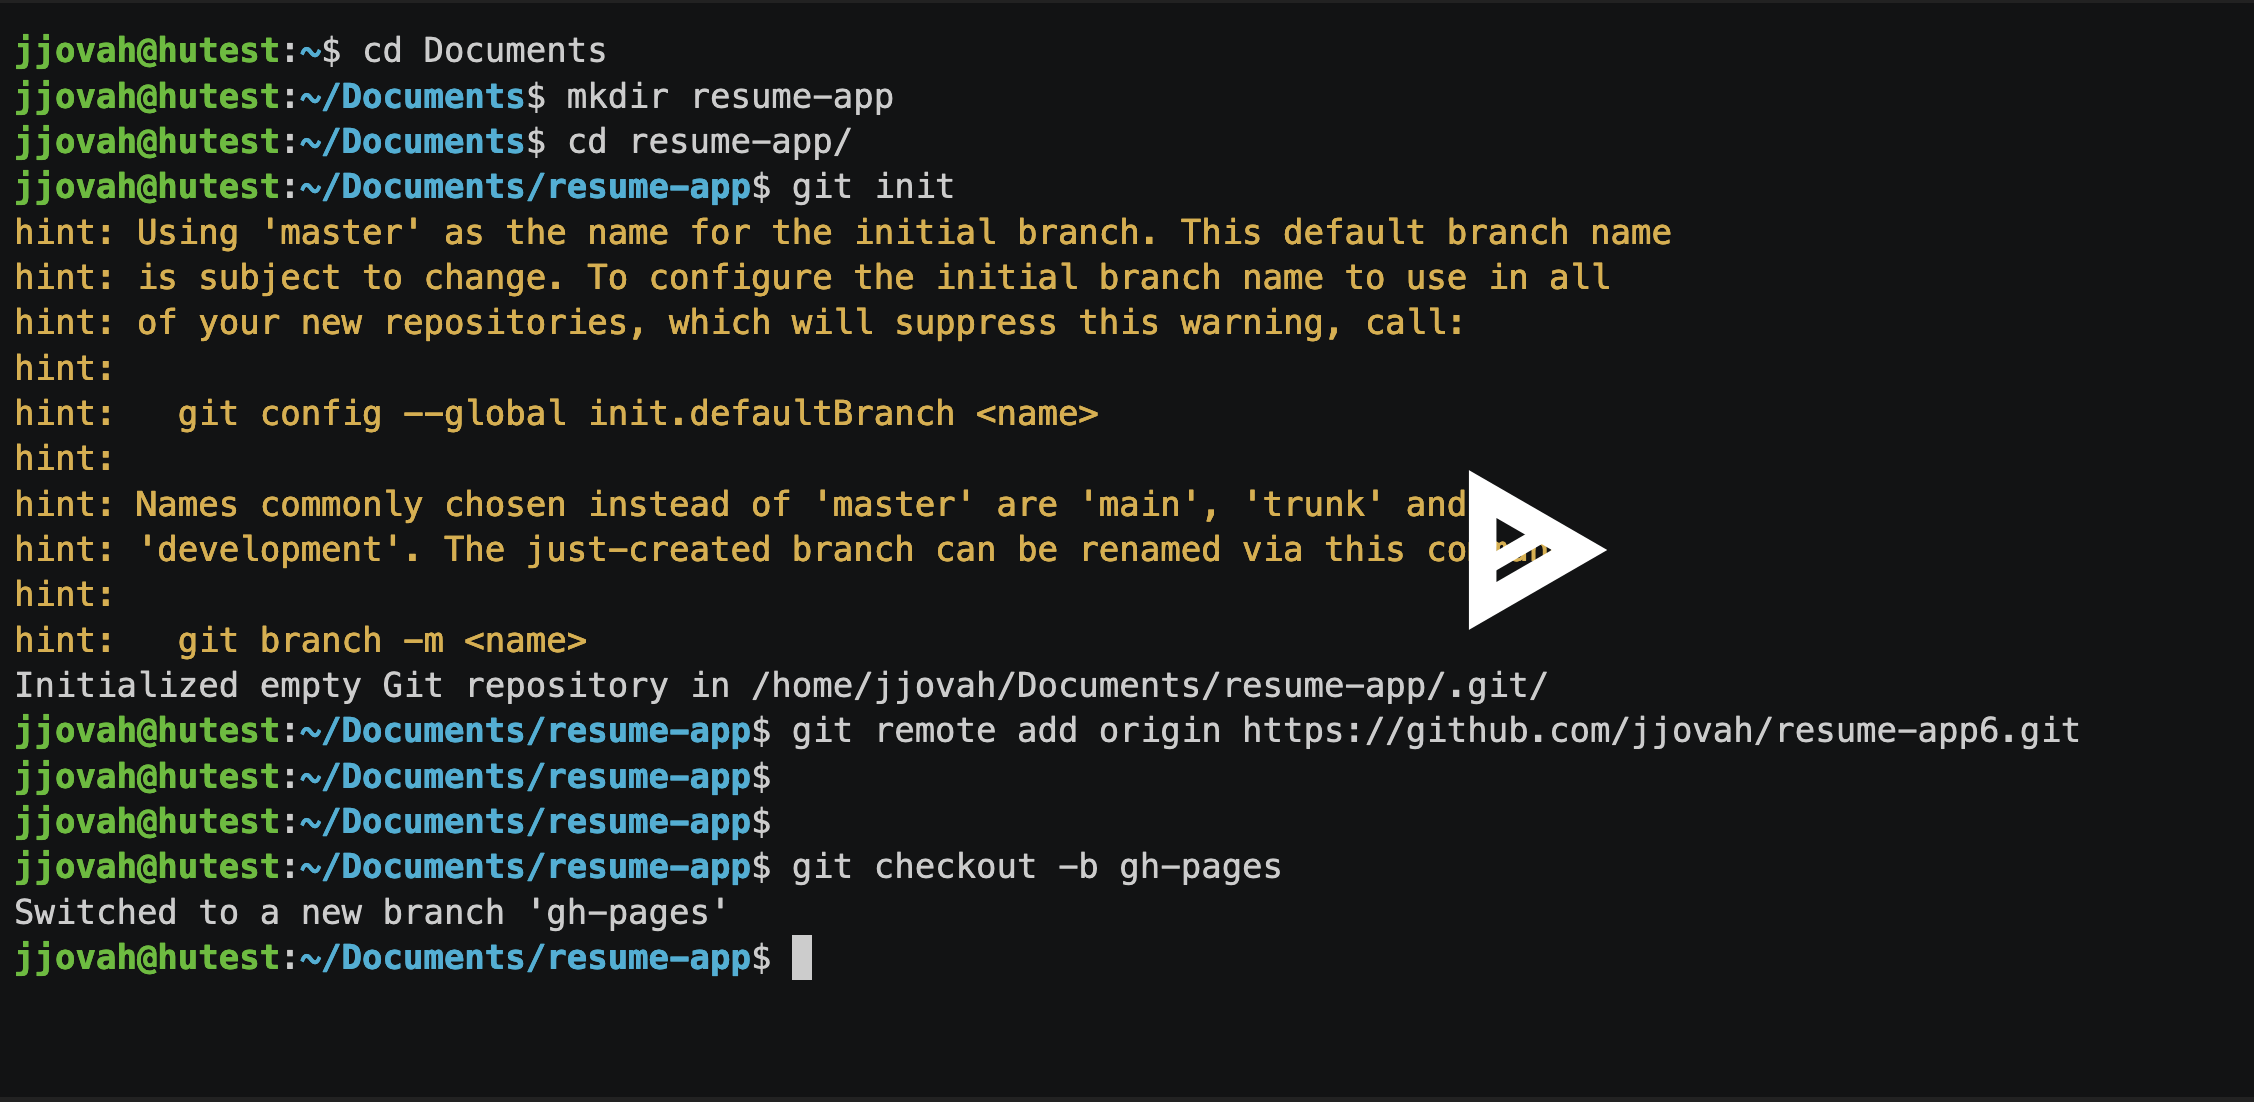 jjovah@hutest:~$ cd Documents
jjovah@hutest:~/Documents$ mkdir resume-app
jjovah@hutest:~/Documents$ cd resume-app/
jjovah@hutest:~/Documents/resume-app$ git init
hint: Using 'master' as the name for the initial branch. This default branch name
hint: is subject to change. To configure the initial branch name to use in all
hint: of your new repositories, which will suppress this warning, call:
hint:
hint:   git config --global init.defaultBranch <name>
hint:
hint: Names commonly chosen instead of 'master' are 'main', 'trunk' and
hint: 'development'. The just-created branch can be renamed via this
hint:
hint:   git branch -m <name>
Initialized empty Git repository in /home/jjovah/Documents/resume-app/.git/
jjovah@hutest:~/Documents/resume-app$ git remote add origin https://github.com/jjovah/resume-app6.git
jjovah@hutest:~/Documents/resume-app$
jjovah@hutest:~/Documents/resume-app$
jjovah@hutest:~/Documents/resume-app$ git checkout -b gh-pages
Switched to a new branch 'gh-pages'
jjovah@hutest:~/Documents/resume-app$